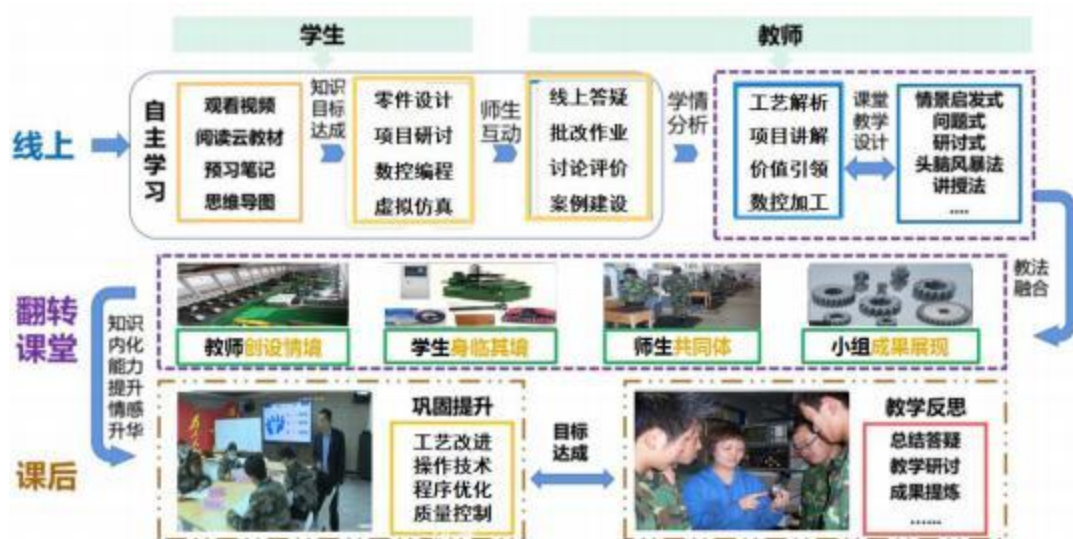 学生
教师
线上
自主学习
观看视频
阅读云教材
预习笔记
思维导图
知识
目标
达成
零件设计
项目研讨
数控编程
虚拟仿真
师生
互动
线上答疑
批改作业
讨论评价
案例建设
学情
分析
工艺解析
项目讲解
价值引领
数控加工
课堂
教学
设计
情景启发式
问题式
研讨式
头脑风暴法
讲授法
....
教法
融合
翻转
课堂
教师创设情境
学生身临其境
师生共同体
小组成果展现
知识
内化
能力
提升
情感
升华
课后
巩固提升
工艺改进
操作技术
程序优化
质量控制
目标
达成
教学反思
总结答疑
教学研讨
成果提炼
......